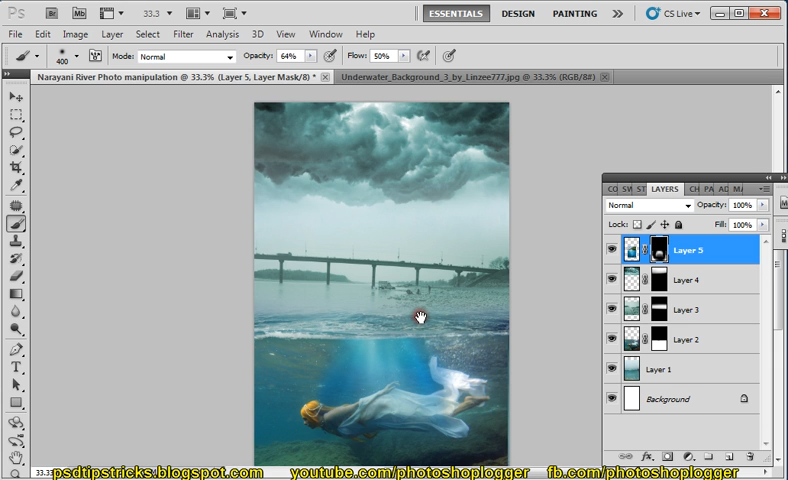 Ps Br Mb 33.3 ESSENTIALS DESIGN PAINTING CS Live
File Edit Image Layer Select Filter Analysis 3D View Window Help
400 Mode: Normal Opacity: 64% Flow: 50%
Narayani River Photo manipulation @ 33.3% (Layer 5, Layer Mask/8) * Underwater_Background_3_by_Linzee777.jpg @ 33.3% (RGB/8#)
LAYERS
Normal Opacity: 100%
Lock: Fill: 100%
Layer 5
Layer 4
Layer 3
Layer 2
Layer 1
Background
psdtipstricks.blogspot.com youtube.com/photoshoplogger fb.com/photoshoplogger